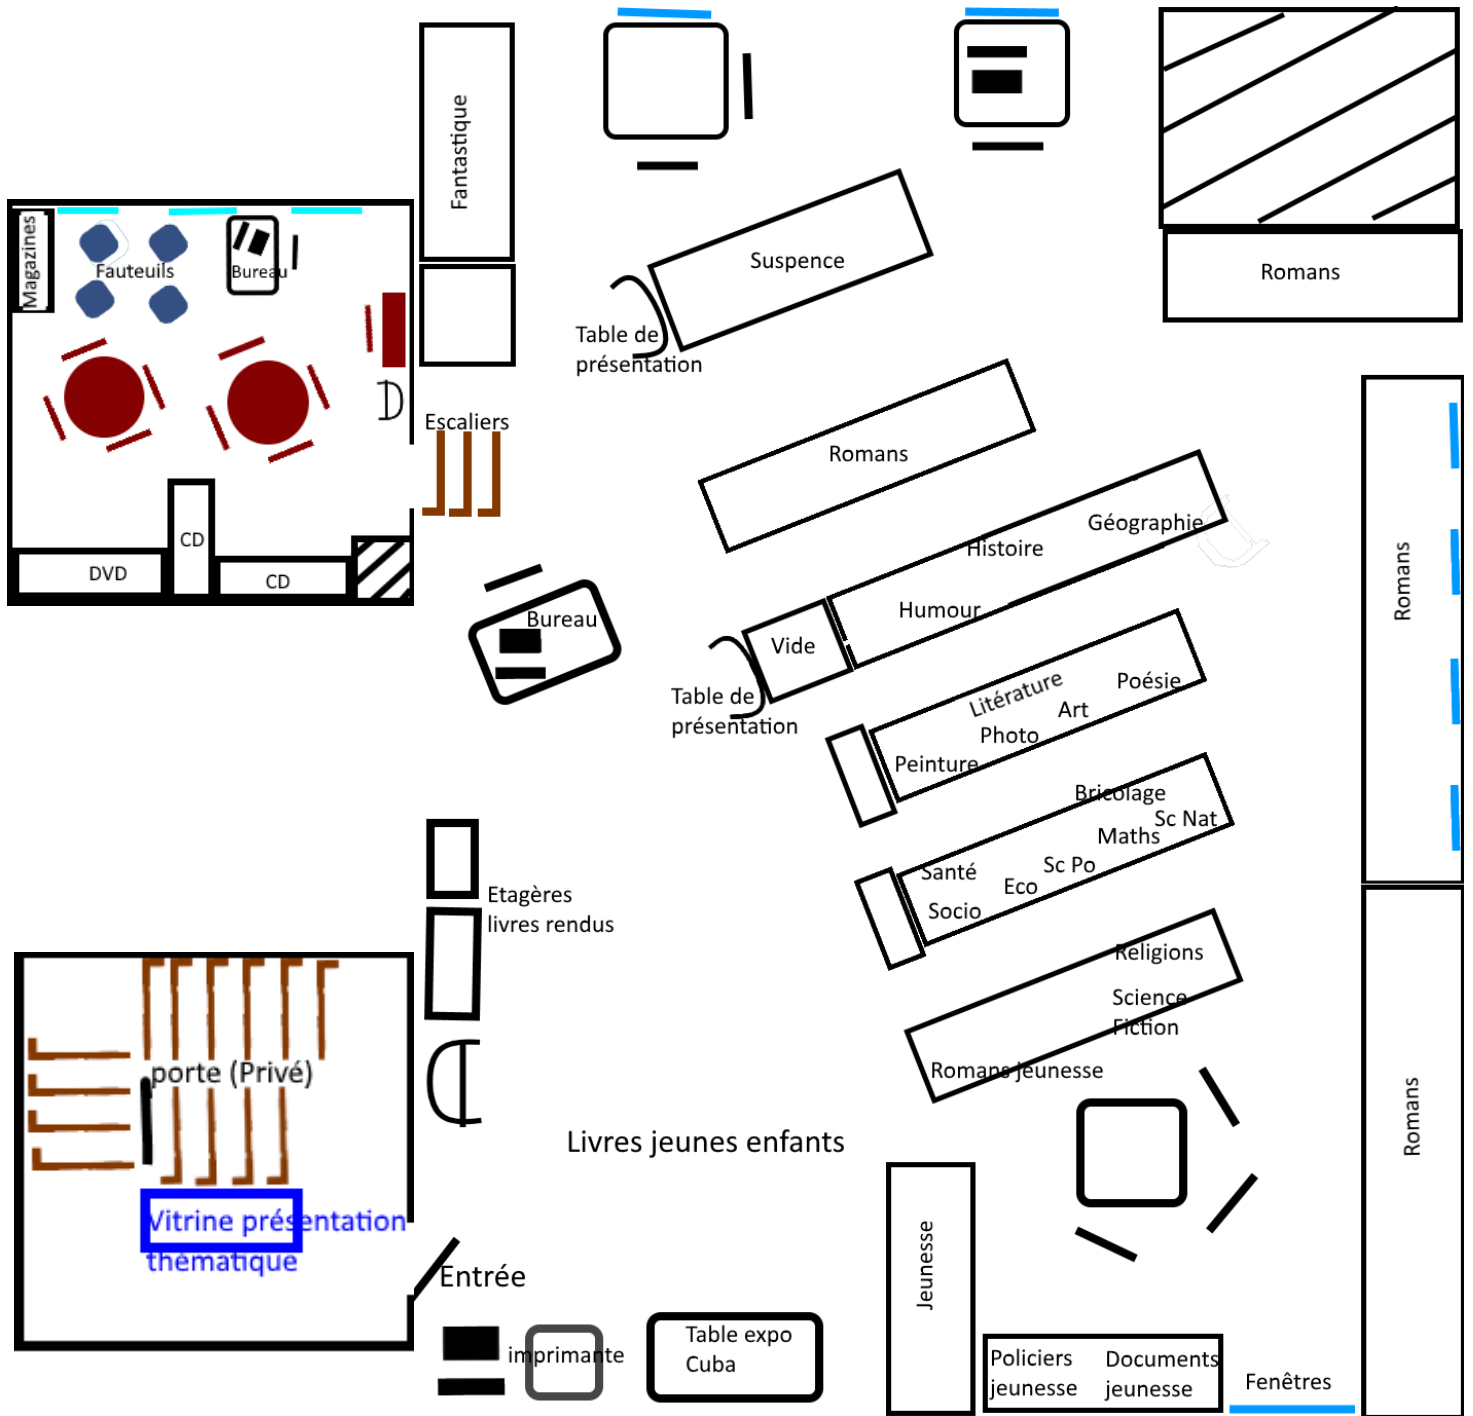 Fantastique
Magazines
Fauteuils
Bureau
Suspence
Romans
Table de
présentation
Escaliers
Romans
CD
DVD
CD
Géographie
Histoire
Humour
Romans
Bureau
Vide
Table de
présentation
Litérature
Poésie
Art
Photo
Peinture
Bricolage
Sc Nat
Maths
Sc Po
Santé
Eco
Socio
Etagères
livres rendus
Religions
Science
Fiction
Romans jeunesse
porte (Privé)
Livres jeunes enfants
Romans
Vitrine présentation
thèmatique
Jeunesse
Entrée
imprimante
Table expo
Cuba
Policiers
jeunesse
Documents
jeunesse
Fenêtres